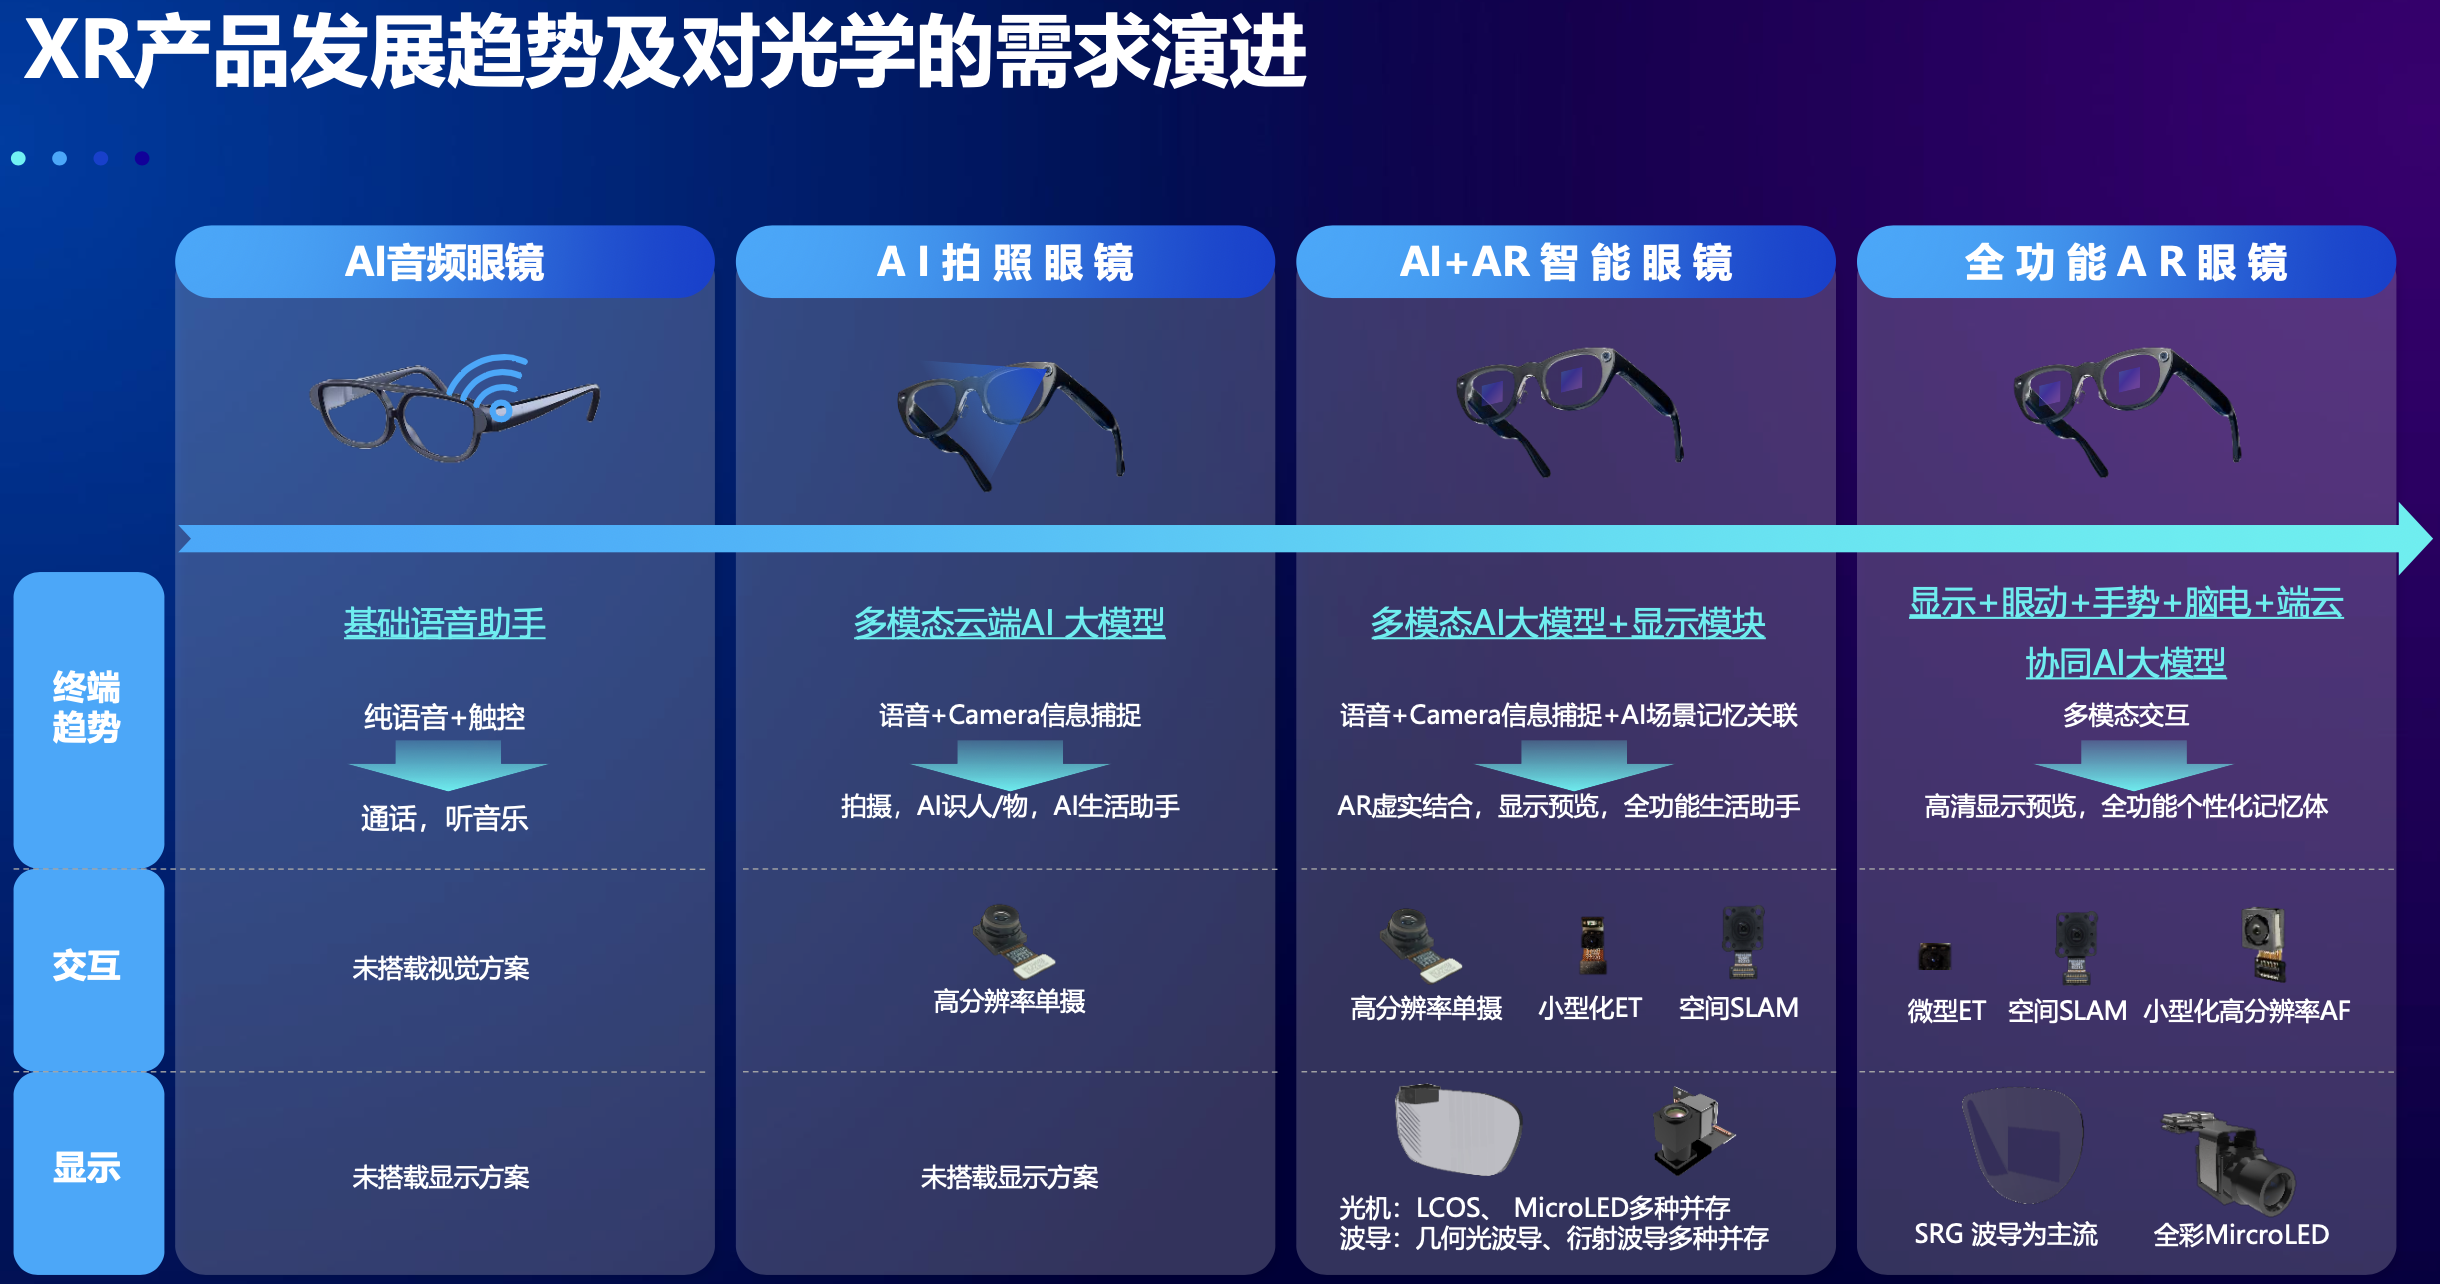 XR产品发展趋势及对光学的需求演进
AI音频眼镜
AI拍照眼镜
AI+AR智能眼镜
全功能AR眼镜
终端
趋势
基础语音助手
纯语音+触控
通话，听音乐
多模态云端AI 大模型
语音+Camera信息捕捉
拍摄，AI识人/物，AI生活助手
多模态AI大模型+显示模块
语音+Camera信息捕捉+AI场景记忆关联
AR虚实结合，显示预览，全功能生活助手
显示+眼动+手势+脑电+端云
协同AI大模型
多模态交互
高清显示预览，全功能个性化记忆体
交互
未搭载视觉方案
高分辨率单摄
高分辨率单摄
小型化ET
空间SLAM
微型ET
空间SLAM
小型化高分辨率AF
显示
未搭载显示方案
未搭载显示方案
光机：LCOS、 MicroLED多种并存
波导：几何光波导、衍射波导多种并存
SRG 波导为主流
全彩MircroLED